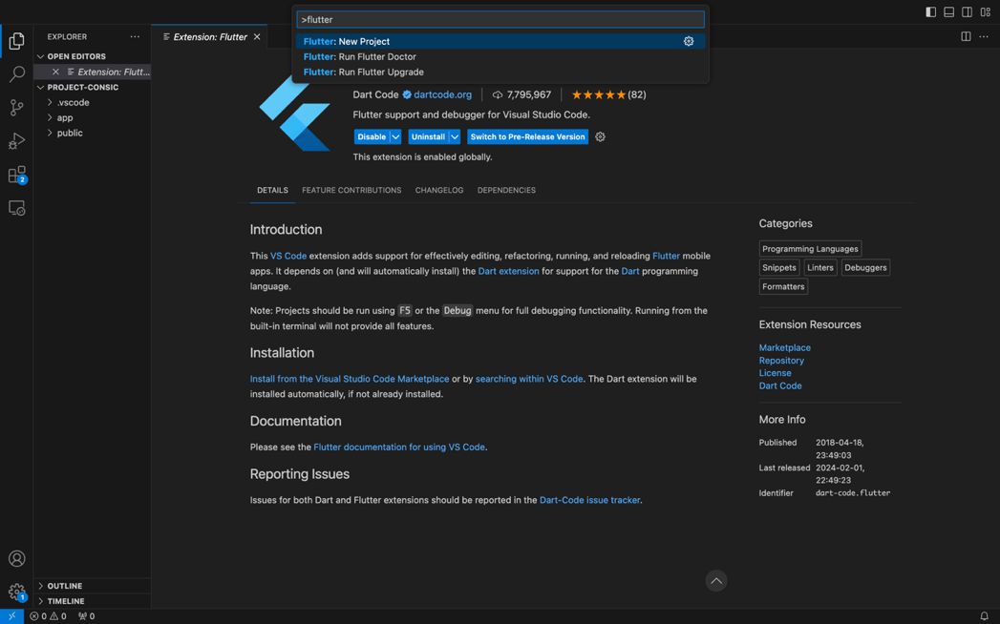 >flutter
Flutter: New Project
Flutter: Run Flutter Doctor
Flutter: Run Flutter Upgrade
EXPLORER
OPEN EDITORS
Extension: Flutt...
PROJECT-CONSIC
.vscode
app
public
OUTLINE
TIMELINE
2
1
Extension: Flutter
Dart Code dartcode.org 7,795,967 (82)
Flutter support and debugger for Visual Studio Code.
Disable Uninstall Switch to Pre-Release Version
This extension is enabled globally.
DETAILS FEATURE CONTRIBUTIONS CHANGELOG DEPENDENCIES
Introduction
This VS Code extension adds support for effectively editing, refactoring, running, and reloading Flutter mobile
apps. It depends on (and will automatically install) the Dart extension for support for the Dart programming
language.
Note: Projects should be run using F5 or the Debug menu for full debugging functionality. Running from the
built-in terminal will not provide all features.
Installation
Install from the Visual Studio Code Marketplace or by searching within VS Code. The Dart extension will be
installed automatically, if not already installed.
Documentation
Please see the Flutter documentation for using VS Code.
Reporting Issues
Issues for both Dart and Flutter extensions should be reported in the Dart-Code issue tracker.
Categories
Programming Languages
Snippets Linters Debuggers
Formatters
Extension Resources
Marketplace
Repository
License
Dart Code
More Info
Published 2018-04-18,
23:49:03
Last released 2024-02-01,
22:49:23
Identifier dart-code.flutter
0 0 0